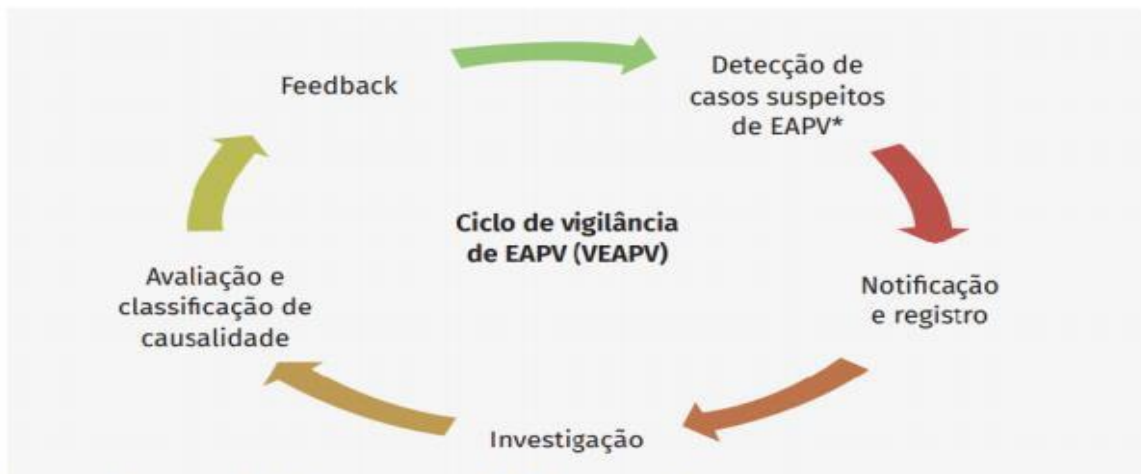 Feedback
Detecção de
casos suspeitos
de EAPV*
Ciclo de vigilância
de EAPV (VEAPV)
Avaliação e
classificação de
causalidade
Notificação
e registro
Investigação